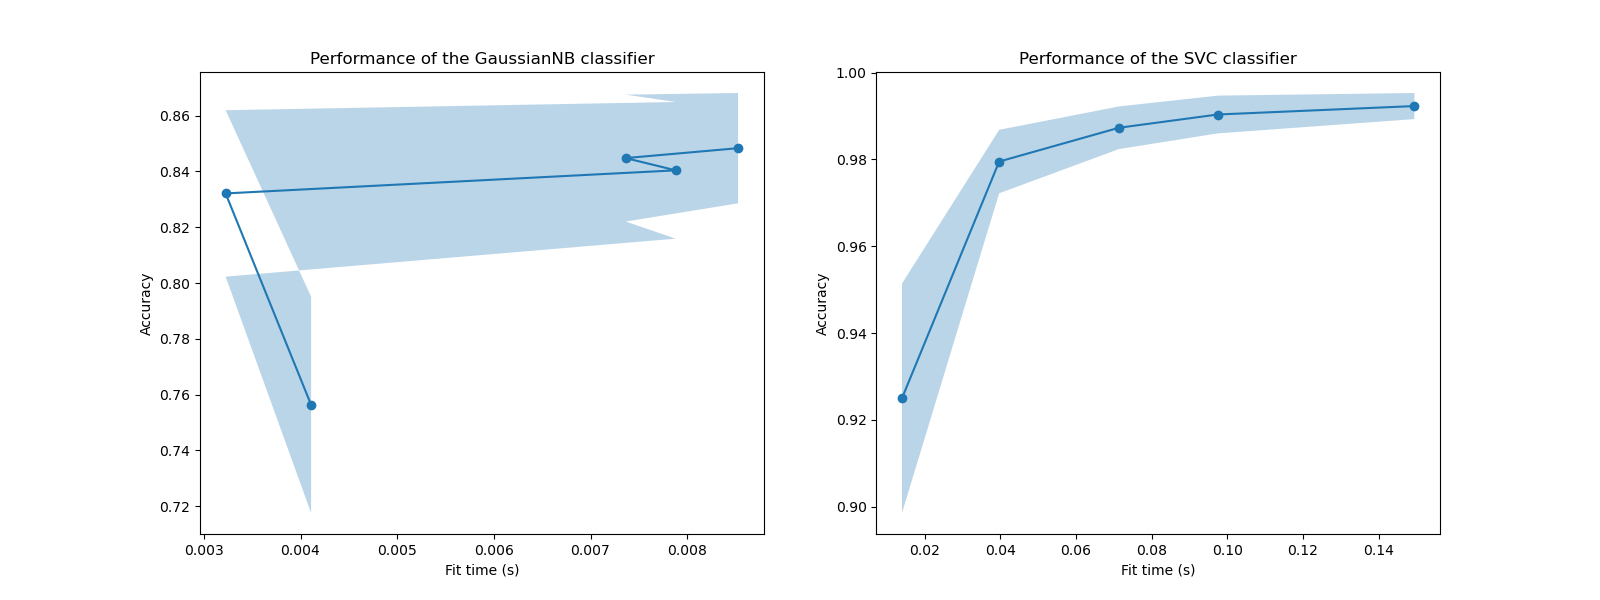 Performance of the GaussianNB classifier
Accuracy
0.86
0.84
0.82
0.80
0.78
0.76
0.74
0.72
0.003 0.004 0.005 0.006 0.007 0.008
Fit time (s)
Performance of the SVC classifier
Accuracy
1.00
0.98
0.96
0.94
0.92
0.90
0.02 0.04 0.06 0.08 0.10 0.12 0.14
Fit time (s)